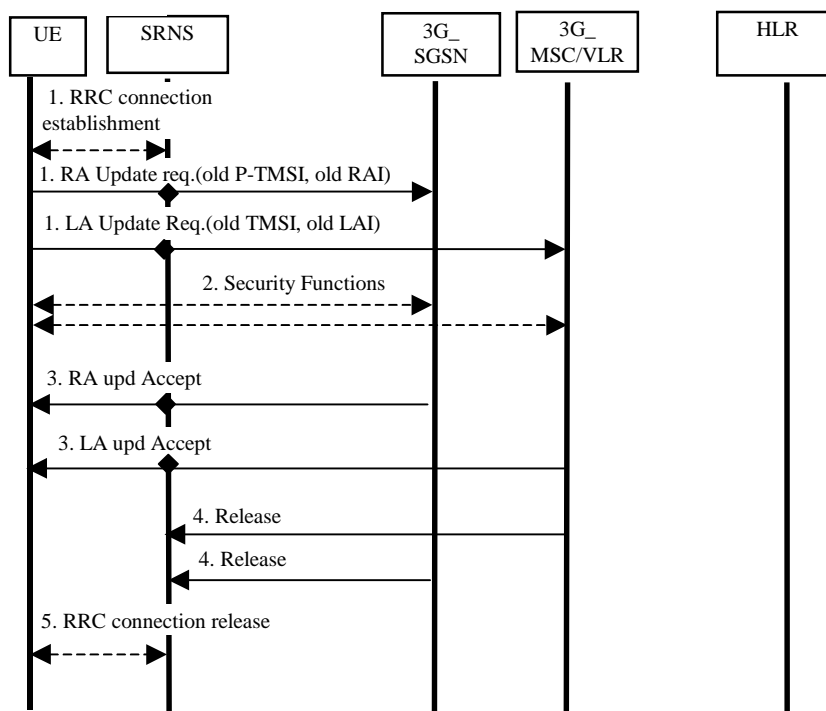 UE
SRNS
3G_
SGSN
3G_
MSC/VLR
HLR
1. RRC connection
establishment
1. RA Update req.(old P-TMSI, old RAI)
1. LA Update Req.(old TMSI, old LAI)
2. Security Functions
3. RA upd Accept
3. LA upd Accept
4. Release
4. Release
5. RRC connection release